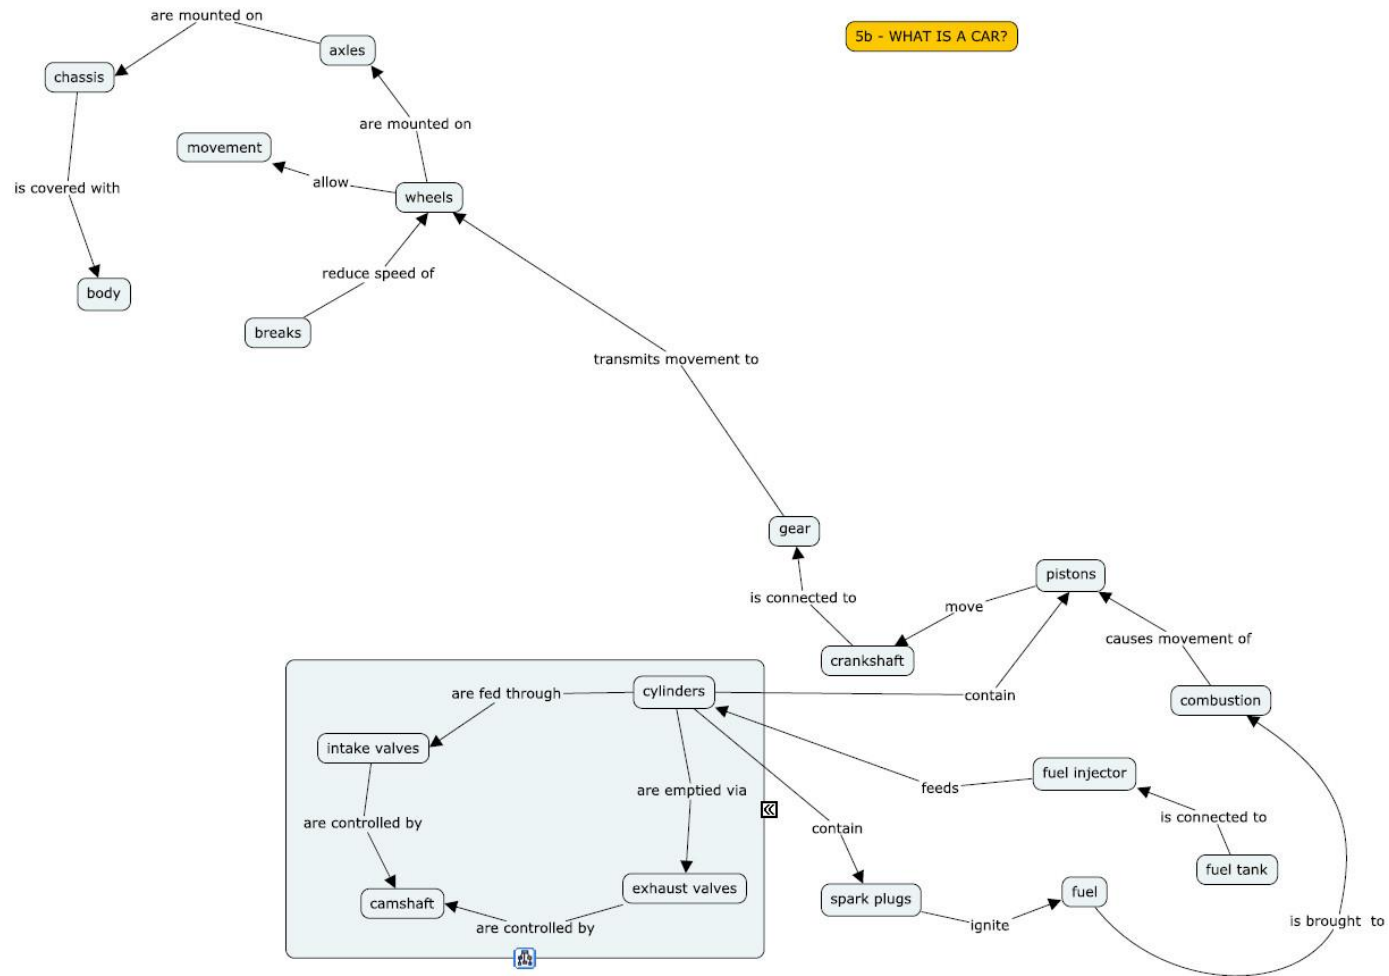 are mounted on
5b - WHAT IS A CAR?
axles
chassis
are mounted on
movement
allow
is covered with
wheels
reduce speed of
body
breaks
transmits movement to
gear
pistons
is connected to
move
causes movement of
crankshaft
are fed through
cylinders
contain
combustion
intake valves
fuel injector
feeds
are emptied via
is connected to
are controlled by
contain
fuel tank
exhaust valves
fuel
camshaft
spark plugs
is brought to
ignite
are controlled by